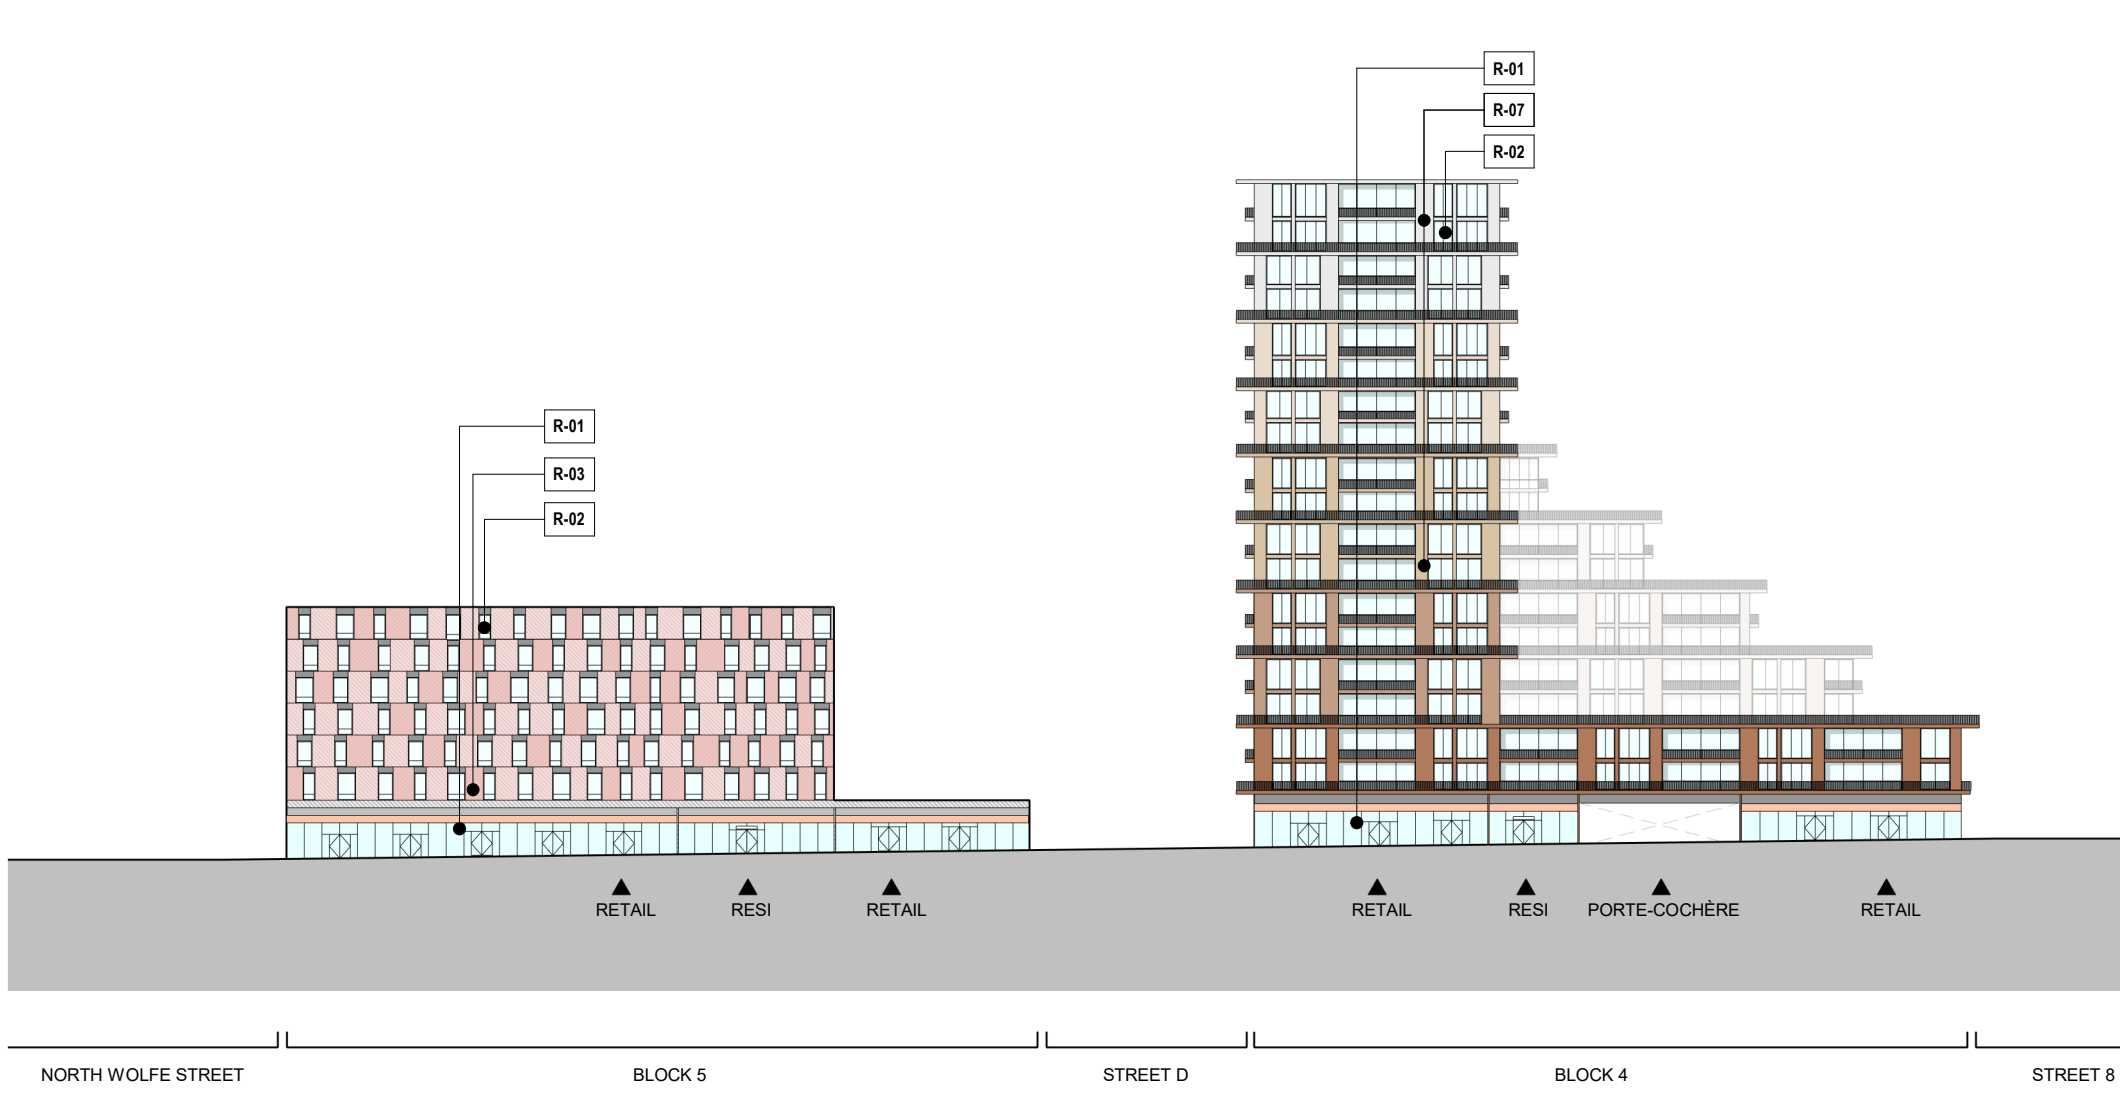 R-01
R-07
R-02
R-01
R-03
R-02
RETAIL RESI RETAIL RETAIL RESI PORTE-COCHÈRE RETAIL
NORTH WOLFE STREET BLOCK 5 STREET D BLOCK 4 STREET 8